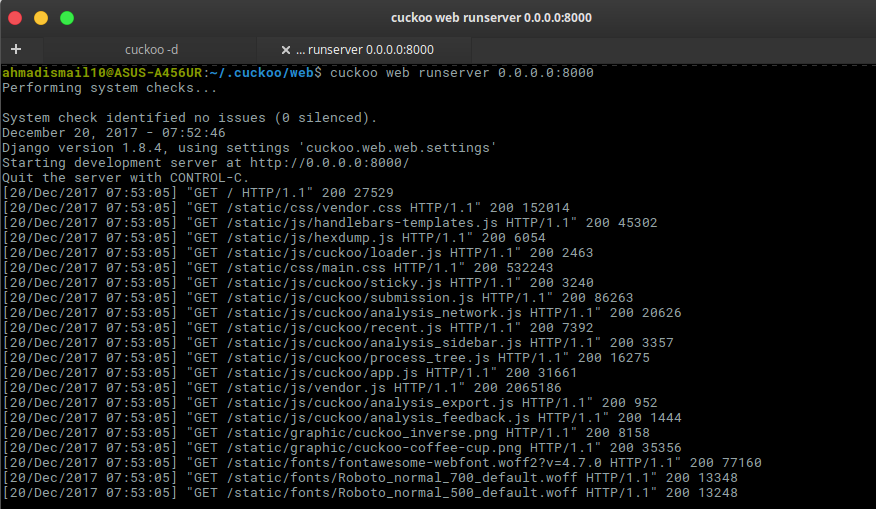 cuckoo web runserver 0.0.0.0:8000
+ cuckoo -d × ... runserver 0.0.0.0:8000
ahmadismail10@ASUS-A456UR:~/.cuckoo/web$ cuckoo web runserver 0.0.0.0:8000
Performing system checks...
System check identified no issues (0 silenced).
December 20, 2017 - 07:52:46
Django version 1.8.4, using settings 'cuckoo.web.web.settings'
Starting development server at http://0.0.0.0:8000/
Quit the server with CONTROL-C.
[20/Dec/2017 07:53:05] "GET / HTTP/1.1" 200 27529
[20/Dec/2017 07:53:05] "GET /static/css/vendor.css HTTP/1.1" 200 152014
[20/Dec/2017 07:53:05] "GET /static/js/handlebars-templates.js HTTP/1.1" 200 45302
[20/Dec/2017 07:53:05] "GET /static/js/hexdump.js HTTP/1.1" 200 6054
[20/Dec/2017 07:53:05] "GET /static/js/cuckoo/loader.js HTTP/1.1" 200 2463
[20/Dec/2017 07:53:05] "GET /static/css/main.css HTTP/1.1" 200 532243
[20/Dec/2017 07:53:05] "GET /static/js/cuckoo/sticky.js HTTP/1.1" 200 3240
[20/Dec/2017 07:53:05] "GET /static/js/cuckoo/submission.js HTTP/1.1" 200 86263
[20/Dec/2017 07:53:05] "GET /static/js/cuckoo/analysis_network.js HTTP/1.1" 200 20626
[20/Dec/2017 07:53:05] "GET /static/js/cuckoo/recent.js HTTP/1.1" 200 7392
[20/Dec/2017 07:53:05] "GET /static/js/cuckoo/analysis_sidebar.js HTTP/1.1" 200 3357
[20/Dec/2017 07:53:05] "GET /static/js/cuckoo/process_tree.js HTTP/1.1" 200 16275
[20/Dec/2017 07:53:05] "GET /static/js/cuckoo/app.js HTTP/1.1" 200 31661
[20/Dec/2017 07:53:05] "GET /static/js/vendor.js HTTP/1.1" 200 2065186
[20/Dec/2017 07:53:05] "GET /static/js/cuckoo/analysis_export.js HTTP/1.1" 200 952
[20/Dec/2017 07:53:05] "GET /static/js/cuckoo/analysis_feedback.js HTTP/1.1" 200 1444
[20/Dec/2017 07:53:05] "GET /static/graphic/cuckoo_inverse.png HTTP/1.1" 200 8158
[20/Dec/2017 07:53:05] "GET /static/graphic/cuckoo-coffee-cup.png HTTP/1.1" 200 35356
[20/Dec/2017 07:53:05] "GET /static/fonts/fontawesome-webfont.woff2?v=4.7.0 HTTP/1.1" 200 77160
[20/Dec/2017 07:53:05] "GET /static/fonts/Roboto_normal_700_default.woff HTTP/1.1" 200 13348
[20/Dec/2017 07:53:05] "GET /static/fonts/Roboto_normal_500_default.woff HTTP/1.1" 200 13248